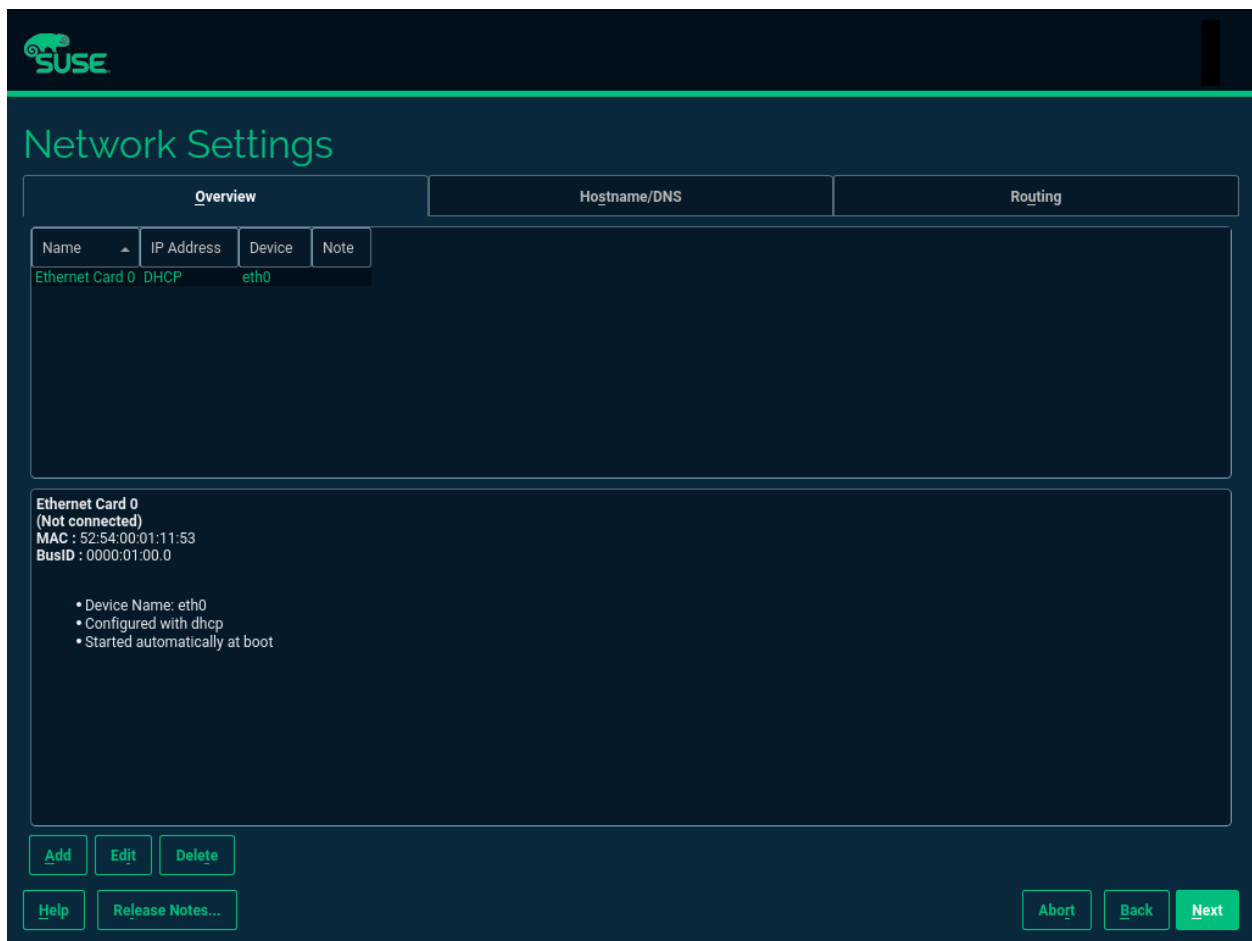 SUSE
Network Settings
Overview Hostname/DNS Routing
Name IP Address Device Note
Ethernet Card 0 DHCP eth0
Ethernet Card 0
(Not connected)
MAC : 52:54:00:01:11:53
BusID : 0000:01:00.0
• Device Name: eth0
• Configured with dhcp
• Started automatically at boot
Add Edit Delete
Help Release Notes... Abort Back Next